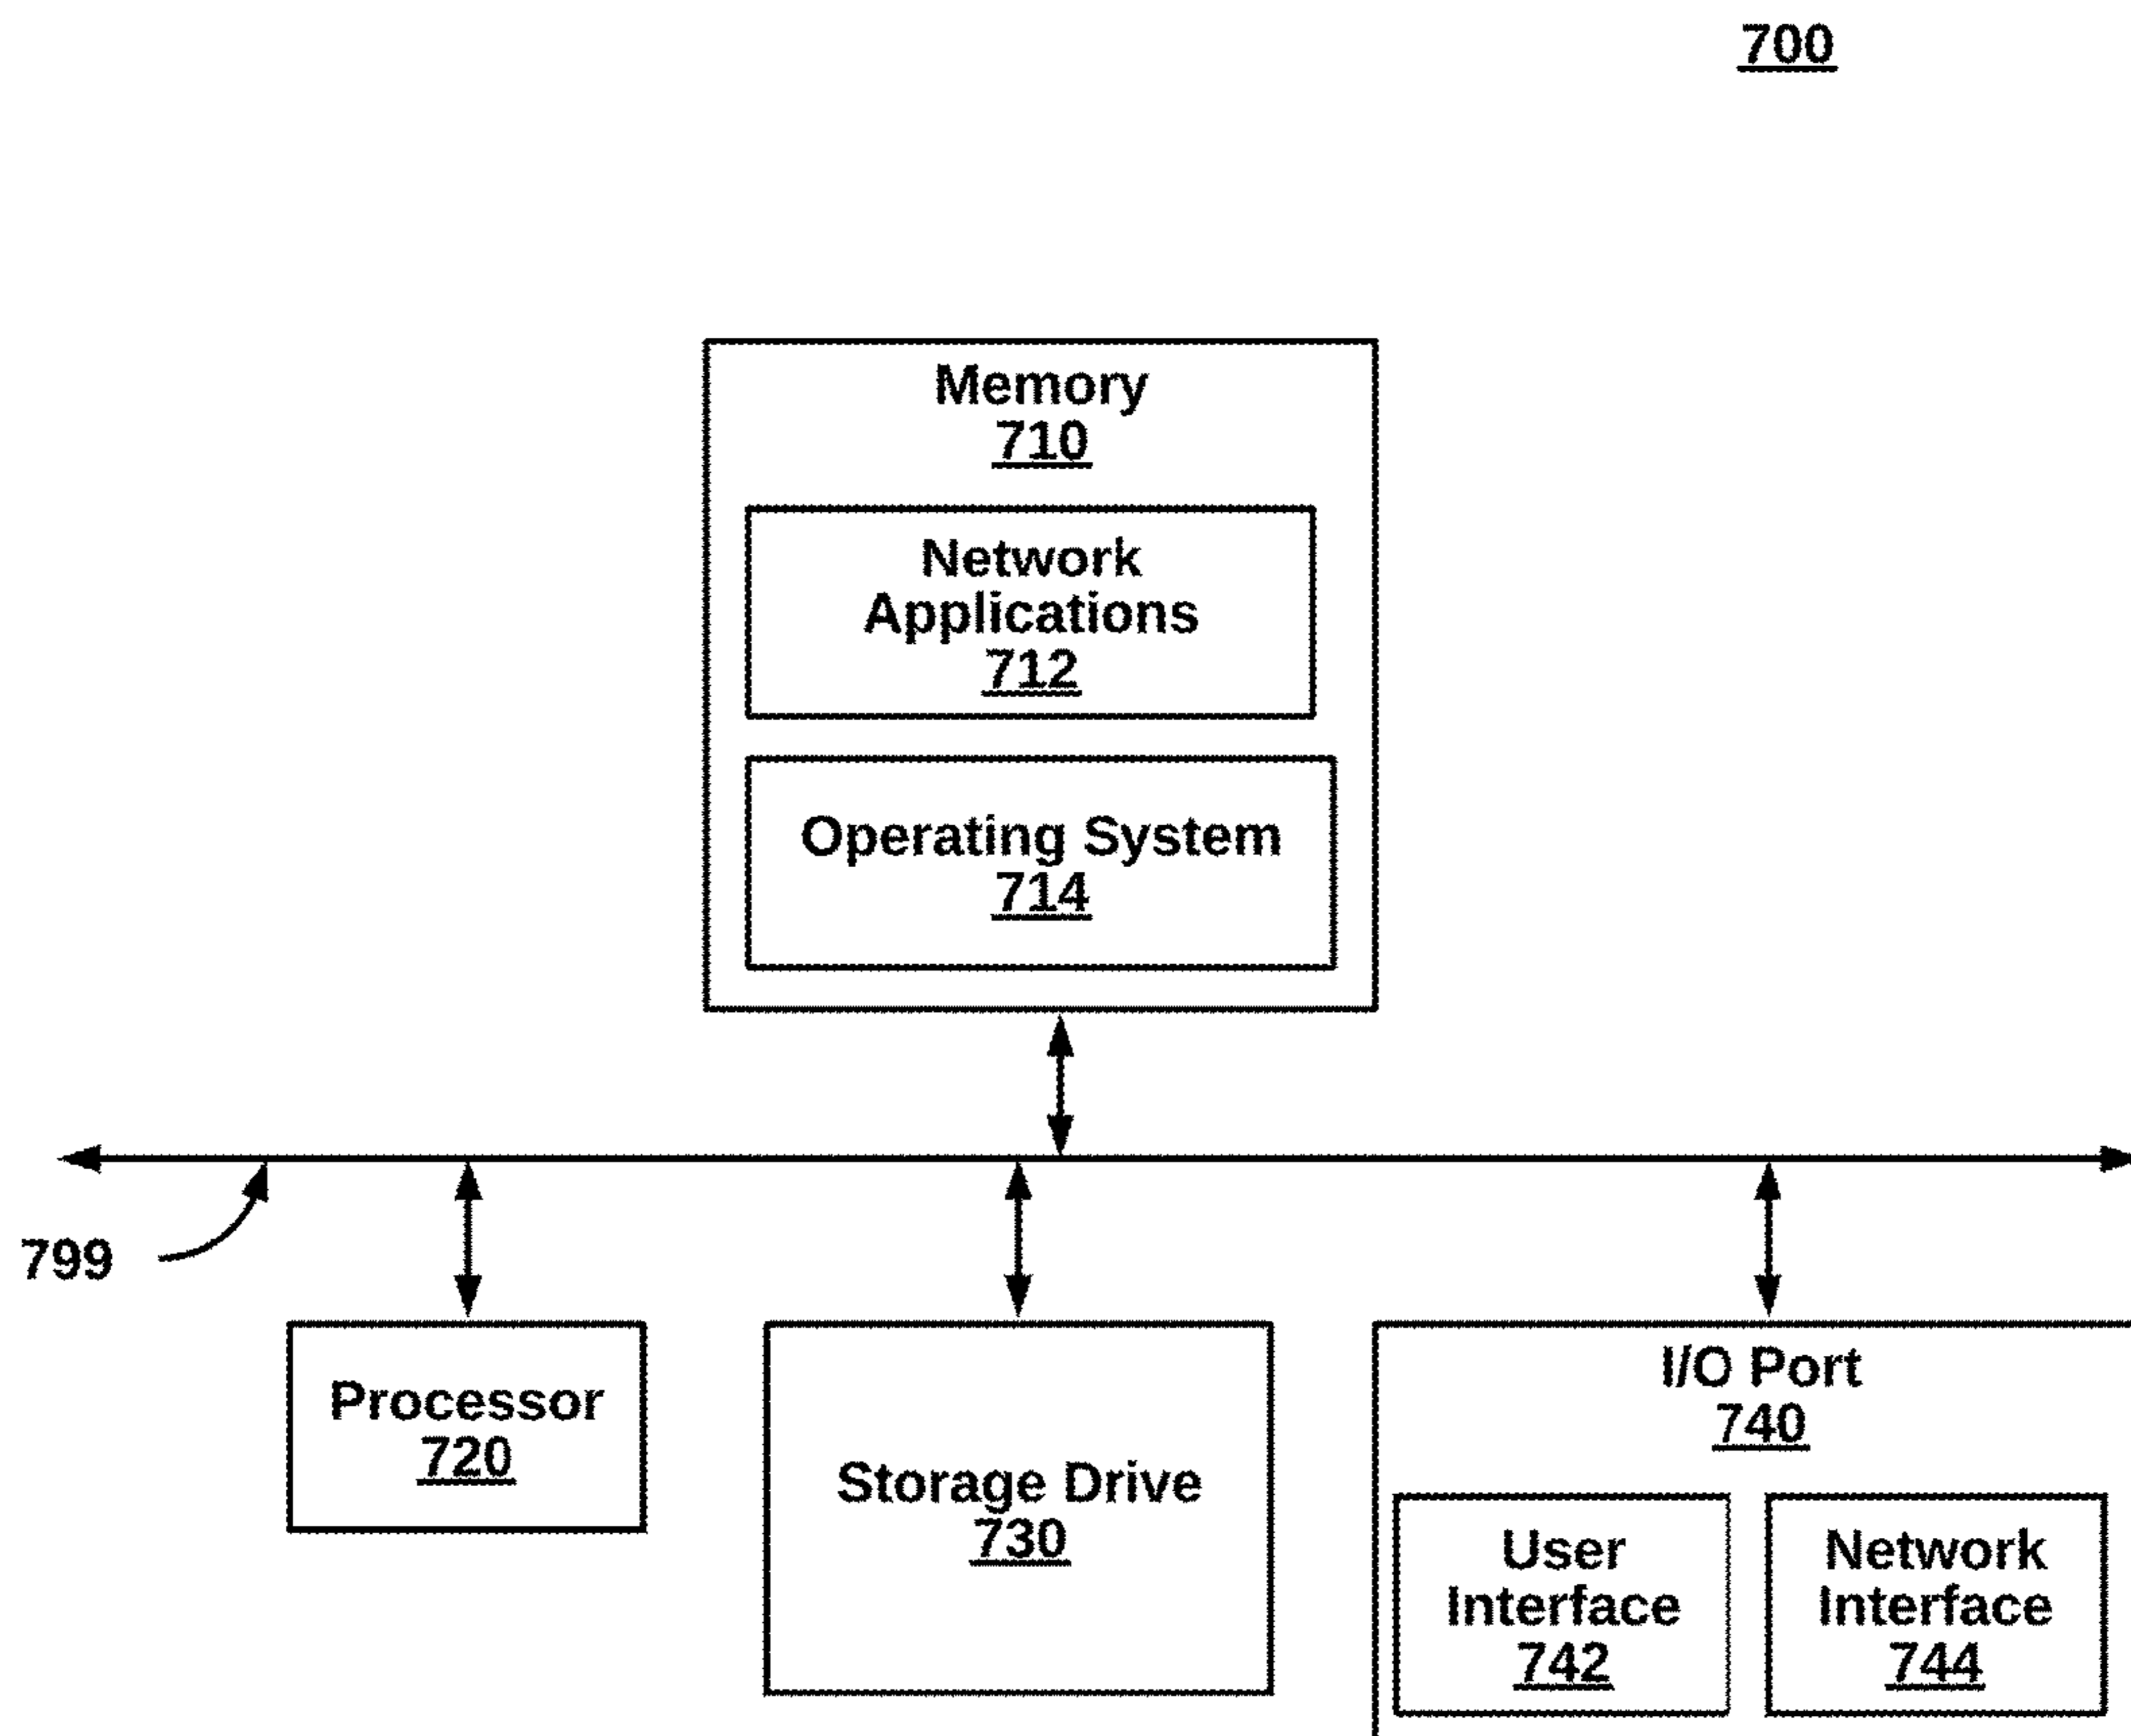 700
Memory
710
Network
Applications
712
Operating System
714
799
Processor
720
Storage Drive
730
I/O Port
740
User
Interface
742
Network
Interface
744